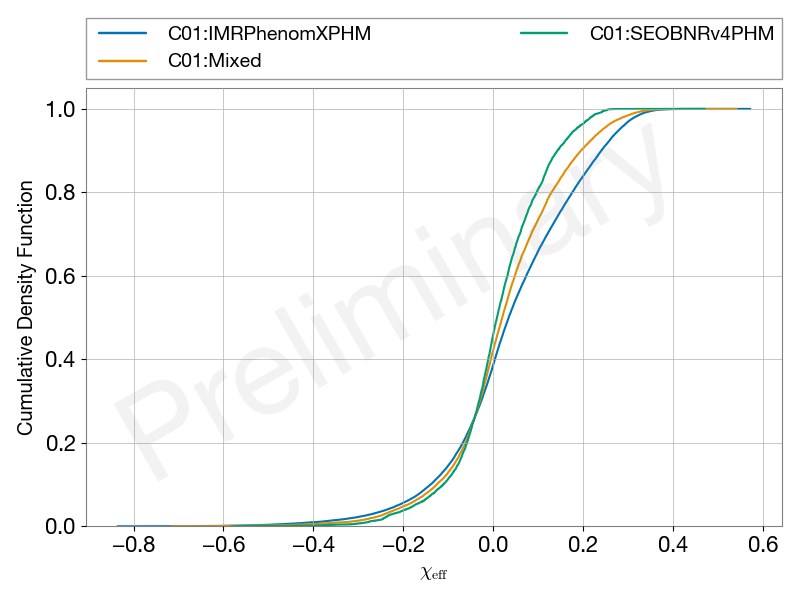 C01:IMRPhenomXPHM
C01:Mixed
C01:SEOBNRv4PHM
Cumulative Density Function
1.0
0.8
0.6
0.4
0.2
0.0
Preliminary
−0.8 −0.6 −0.4 −0.2 0.0 0.2 0.4 0.6
χeff